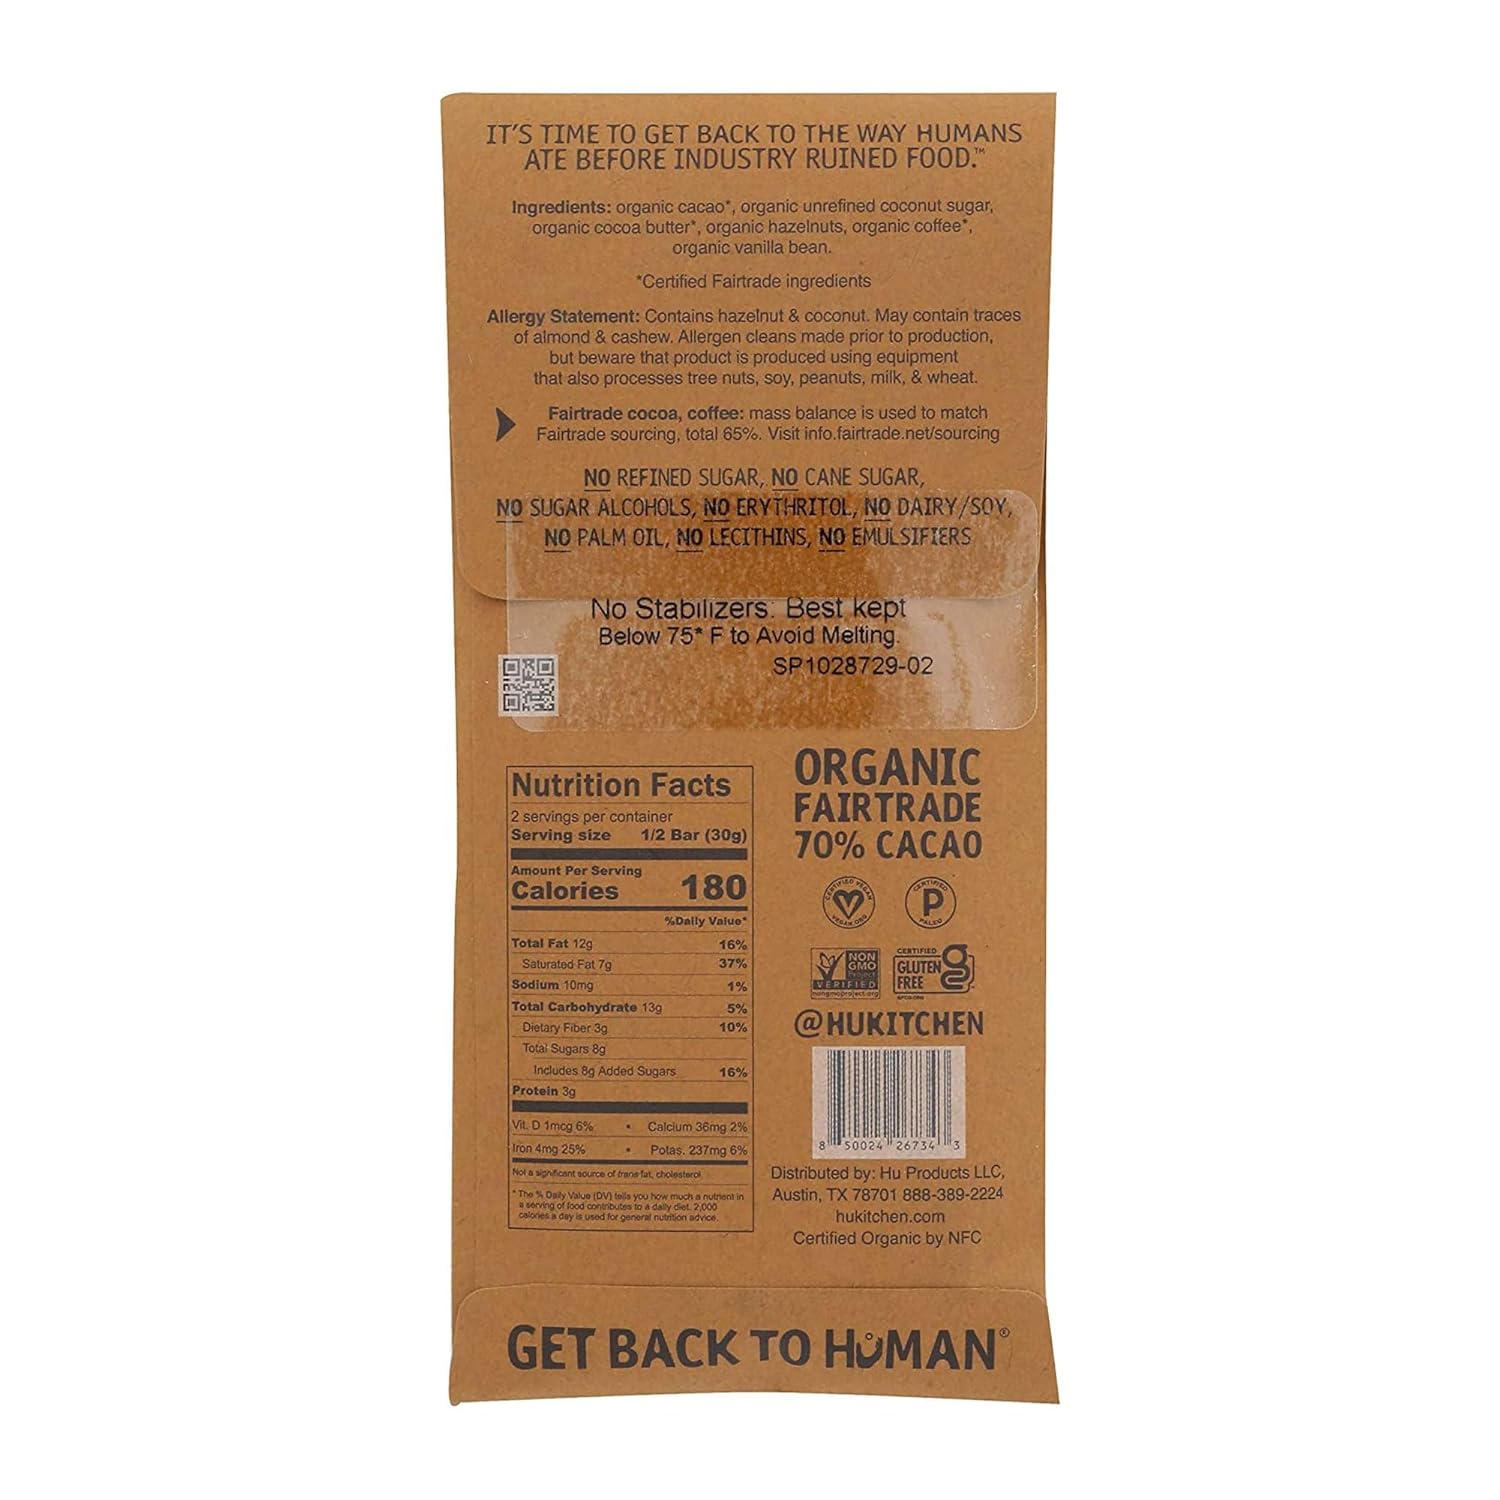 IT'S TIME TO GET BACK TO THE WAY HUMANS
ATE BEFORE INDUSTRY RUINED FOOD.™
Ingredients: organic cacao*, organic unrefined coconut sugar,
organic cocoa butter*, organic hazelnuts, organic coffee*,
organic vanilla bean.
*Certified Fairtrade ingredients
Allergy Statement: Contains hazelnut & coconut. May contain traces
of almond & cashew. Allergen cleans made prior to production,
but beware that product is produced using equipment
that also processes tree nuts, soy, peanuts, milk, & wheat.
Fairtrade cocoa, coffee: mass balance is used to match
Fairtrade sourcing, total 65%. Visit info.fairtrade.net/sourcing
NO REFINED SUGAR, NO CANE SUGAR,
NO SUGAR ALCOHOLS, NO ERYTHRITOL, NO DAIRY/SOY,
NO PALM OIL, NO LECITHINS, NO EMULSIFIERS
No Stabilizers. Best kept
Below 75* F to Avoid Melting.
SP1028729-02
Nutrition Facts
2 servings per container
Serving size 1/2 Bar (30g)
Amount Per Serving
Calories 180
%Daily Value*
Total Fat 12g 16%
Saturated Fat 7g 37%
Sodium 10mg 1%
Total Carbohydrate 13g 5%
Dietary Fiber 3g 10%
Total Sugars 8g
Includes 8g Added Sugars 16%
Protein 3g
Vit. D 1mcg 6% • Calcium 36mg 2%
Iron 4mg 25% • Potas. 237mg 6%
Not a significant source of trans fat, cholesterol.
* The % Daily Value (DV) tells you how much a nutrient in
a serving of food contributes to a daily diet. 2,000
calories a day is used for general nutrition advice.
ORGANIC
FAIRTRADE
70% CACAO
CERTIFIED VEGAN
VEGAN.ORG
CERTIFIED
P
PALEO
NON
GMO
Project
VERIFIED
nongmoproject.org
CERTIFIED
GLUTEN
FREE
GFCO.ORG
@HUKITCHEN
8 50024 26734 3
Distributed by: Hu Products LLC,
Austin, TX 78701 888-389-2224
hukitchen.com
Certified Organic by NFC
GET BACK TO HUMAN®